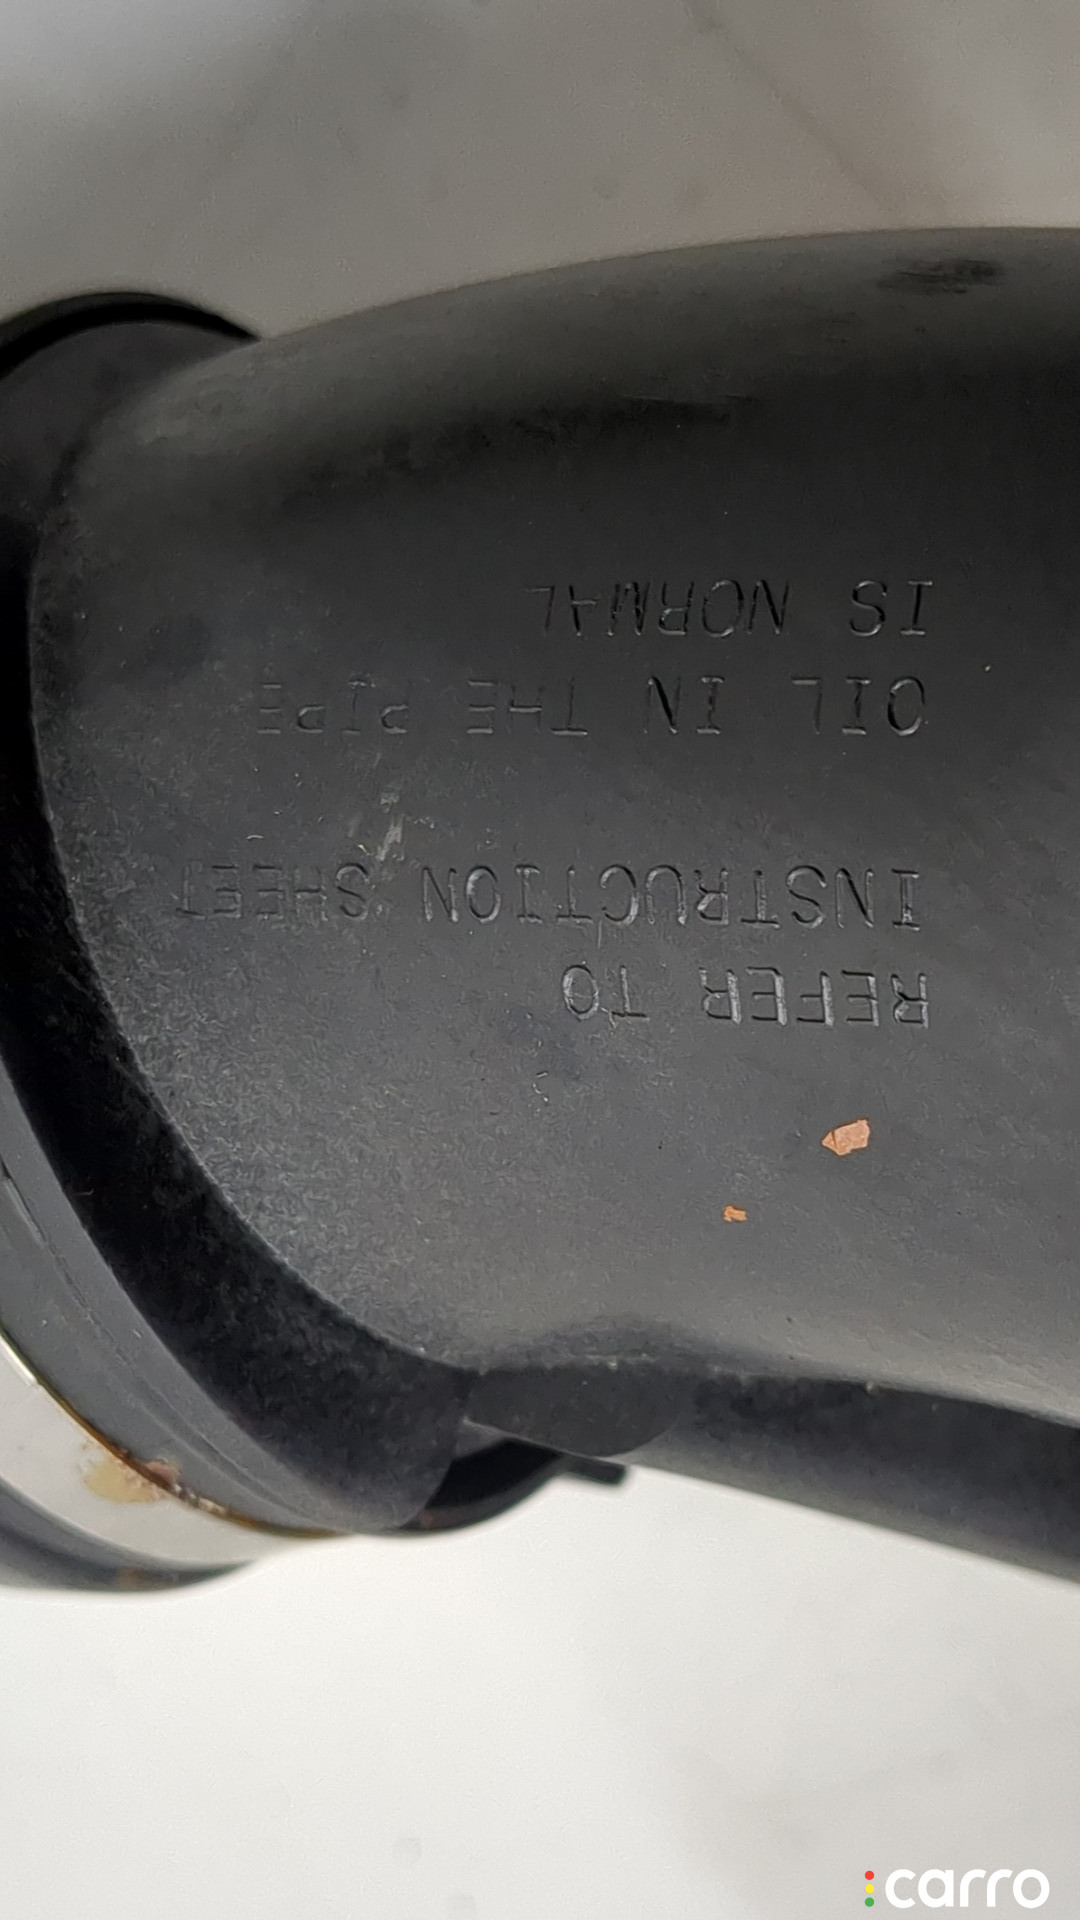 REFER TO
INSTRUCTION SHEET
OIL IN THE PIPE
IS NORMAL
carro